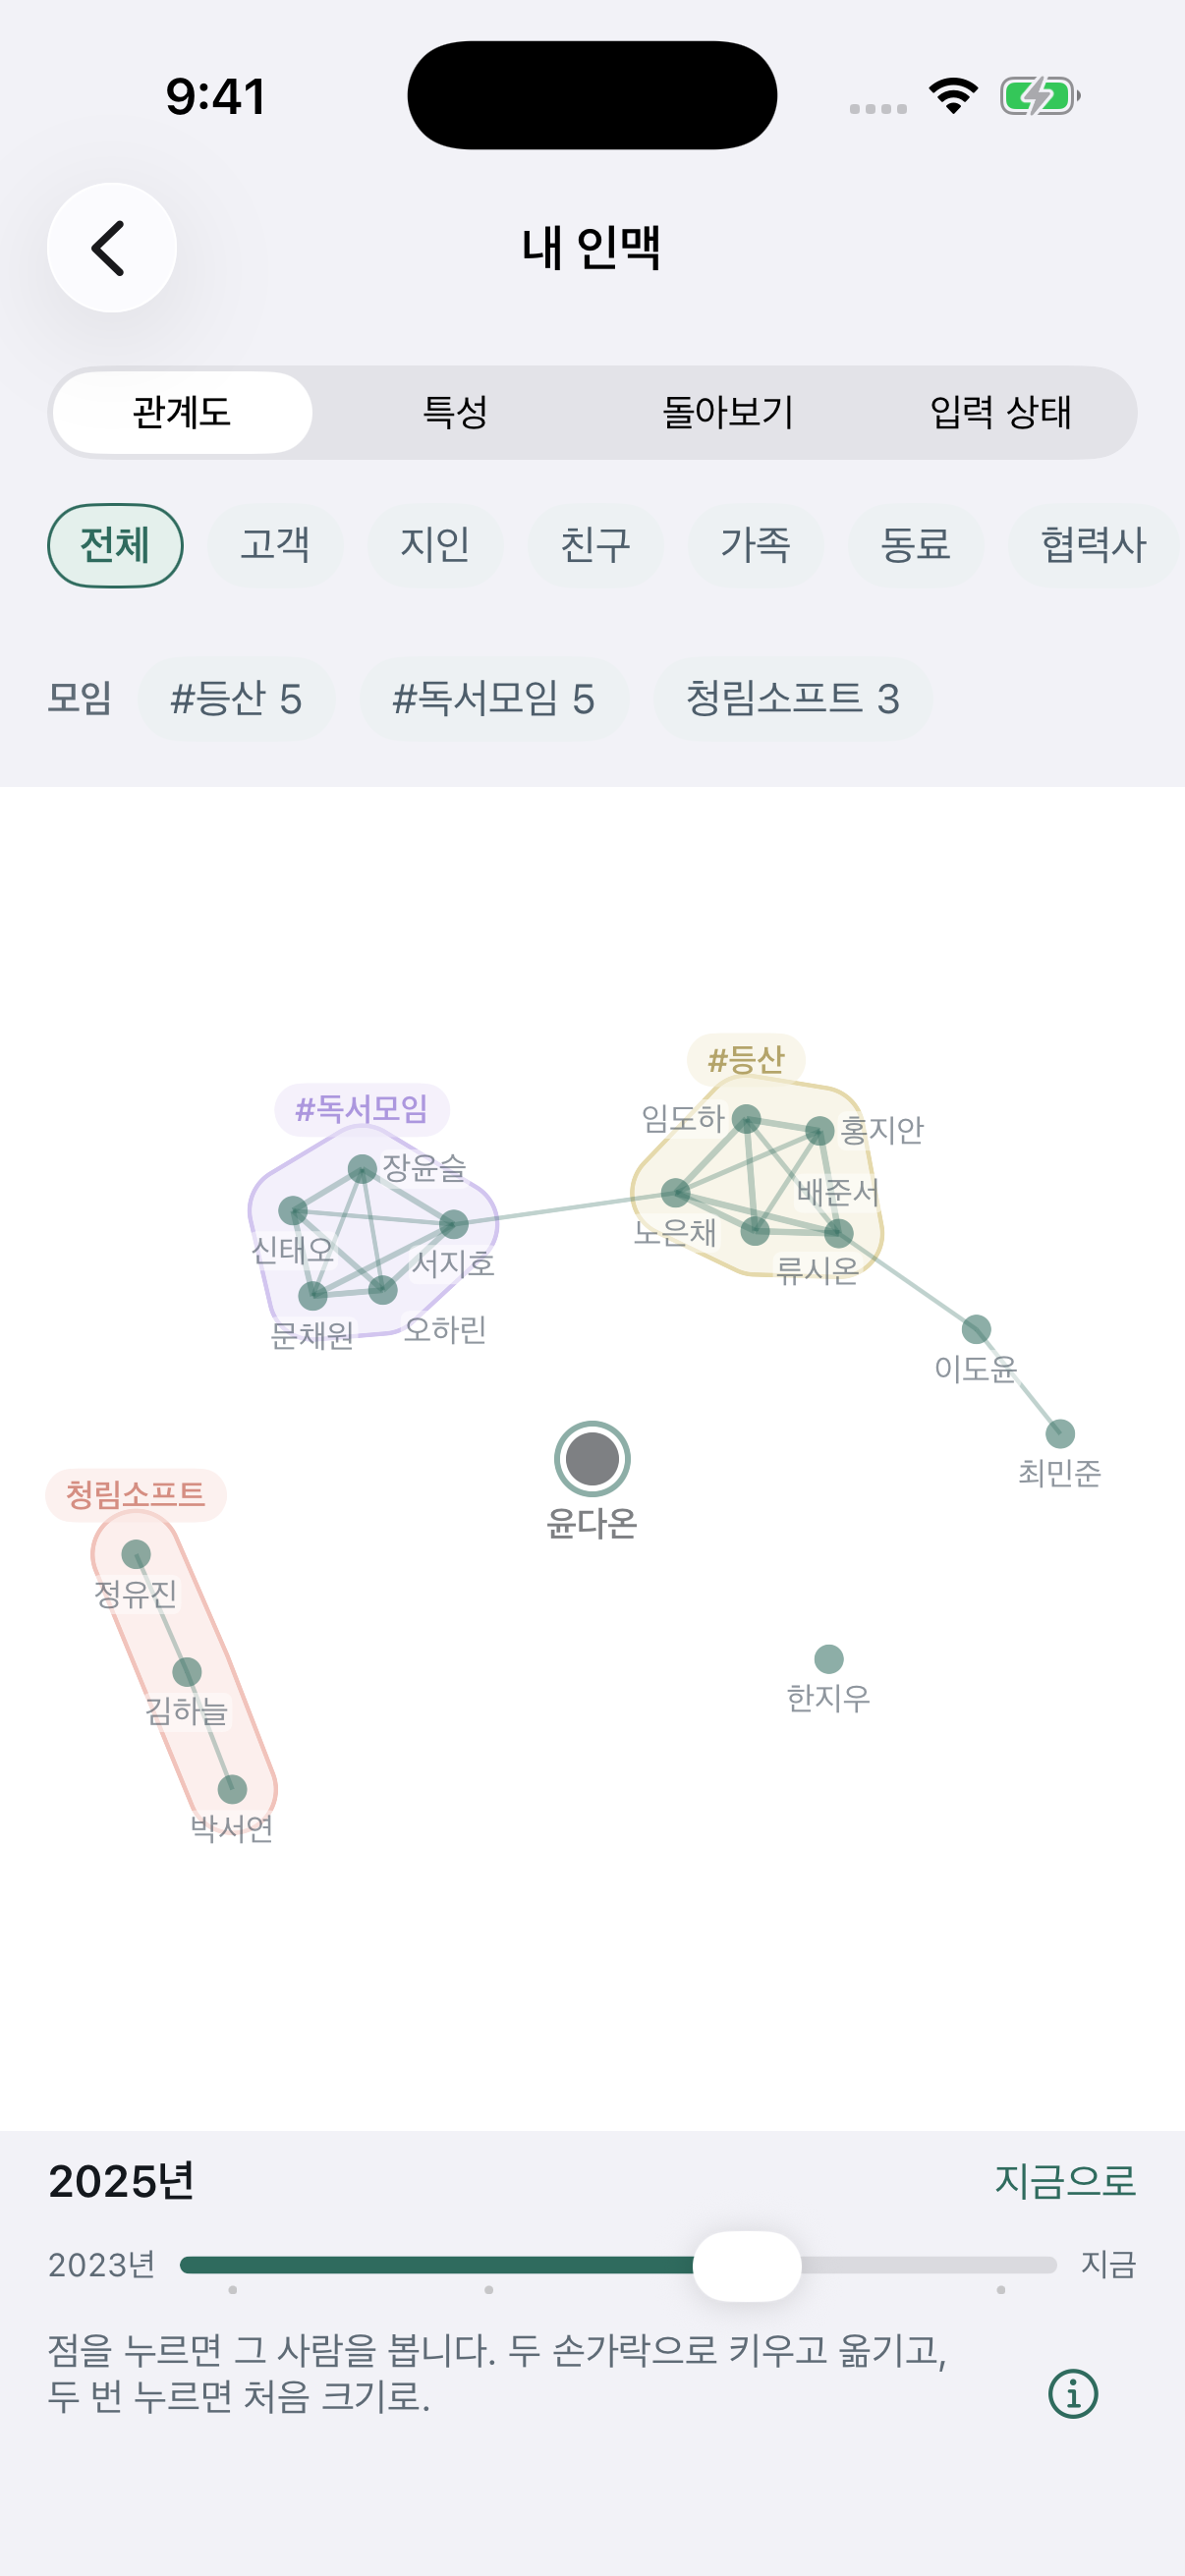 9:41
내 인맥
관계도 특성 돌아보기 입력 상태
전체 고객 지인 친구 가족 동료 협력사
모임 #등산 5 #독서모임 5 청림소프트 3
#등산
#독서모임
임도하
홍지안
장윤슬
배준서
노은채
신태오
서지호
류시온
문채원
오하린
이도윤
최민준
청림소프트
윤다온
정유진
한지우
김하늘
박서연
2025년 지금으로
2023년 지금
점을 누르면 그 사람을 봅니다. 두 손가락으로 키우고 옮기고,
두 번 누르면 처음 크기로.